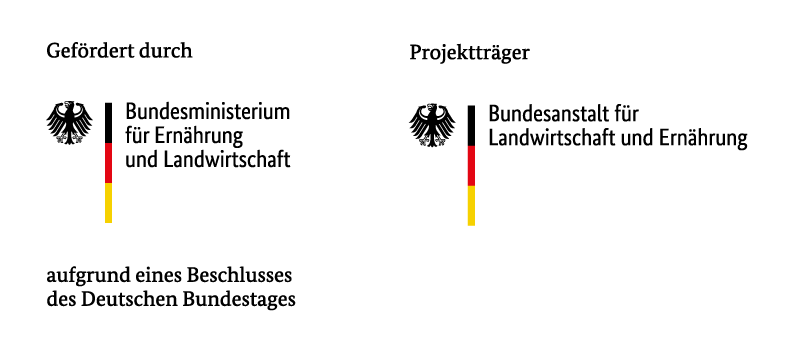 Gefördert durch
Bundesministerium
für Ernährung
und Landwirtschaft
aufgrund eines Beschlusses
des Deutschen Bundestages
Projektträger
Bundesanstalt für
Landwirtschaft und Ernährung